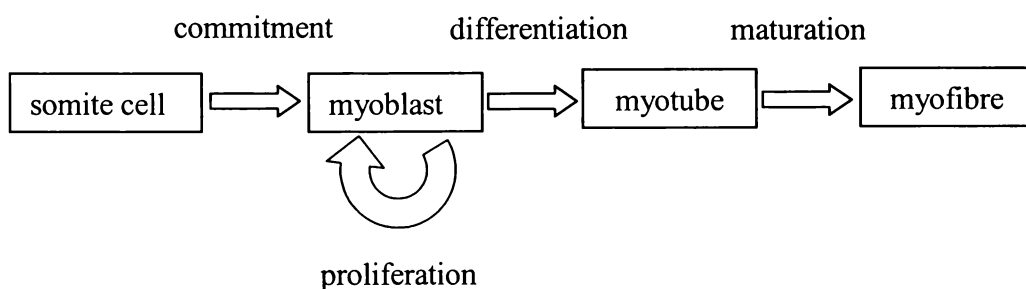 commitment differentiation maturation
somite cell myoblast myotube myofibre
proliferation